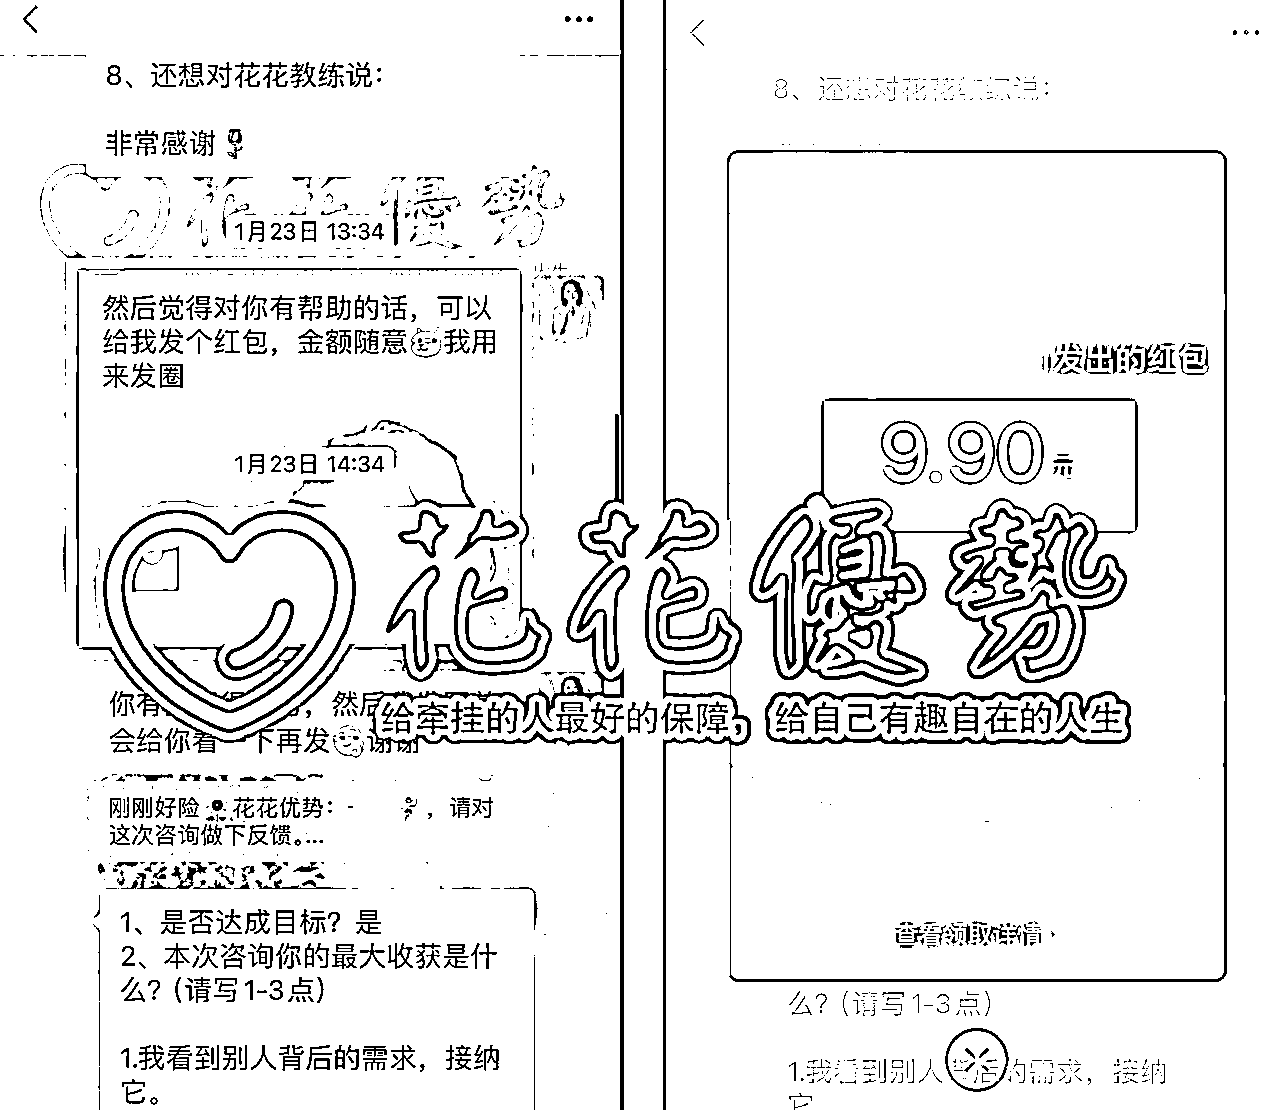 8、还想对花花教练说：
非常感谢
花花優勢
1月23日 13:34
然后觉得对你有帮助的话，可以
给我发个红包，金额随意我用
来发圈
1月23日 14:34
花花優勢
给牵挂的人最好的保障，给自己有趣自在的人生
你有
，然后
会给你看一下再发谢谢
刚刚好险 花花优势：-，请对
这次咨询做下反馈。...
1、是否达成目标？是
2、本次咨询你的最大收获是什
么？（请写1-3点）
1.我看到别人背后的需求，接纳
它。
8、还想对花花教练说：
发出的红包
9.90元
查看领取详情
么？（请写1-3点）
1.我看到别人背后的需求，接纳
它